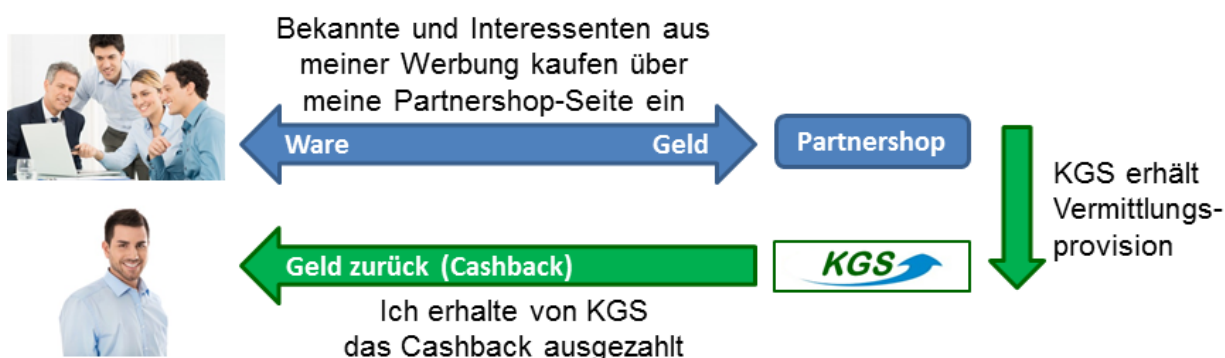 Bekannte und Interessenten aus
meiner Werbung kaufen über
meine Partnershop-Seite ein
Ware
Geld
Partnershop
KGS erhält
Vermittlungs-
provision
Geld zurück (Cashback)
KGS
Ich erhalte von KGS
das Cashback ausgezahlt